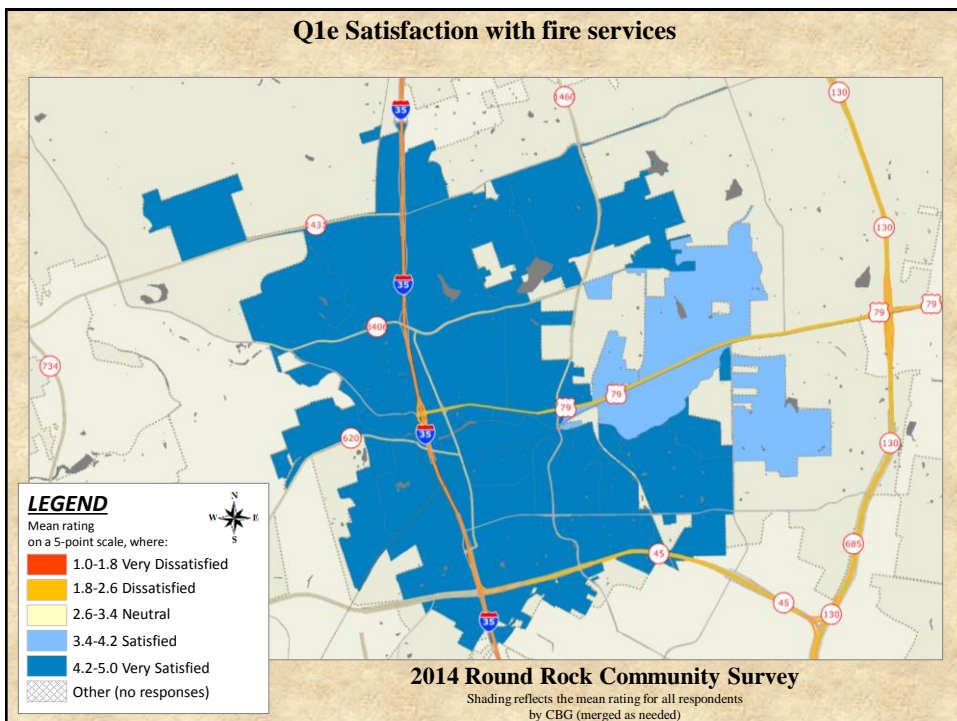 Q1e Satisfaction with fire services
35
1460
130
1431
130
35
79
79
3406
734
79
79
35
620
130
45
685
45
130
35
LEGEND
N
W E
S
Mean rating
on a 5-point scale, where:
1.0-1.8 Very Dissatisfied
1.8-2.6 Dissatisfied
2.6-3.4 Neutral
3.4-4.2 Satisfied
4.2-5.0 Very Satisfied
Other (no responses)
2014 Round Rock Community Survey
Shading reflects the mean rating for all respondents
by CBG (merged as needed)